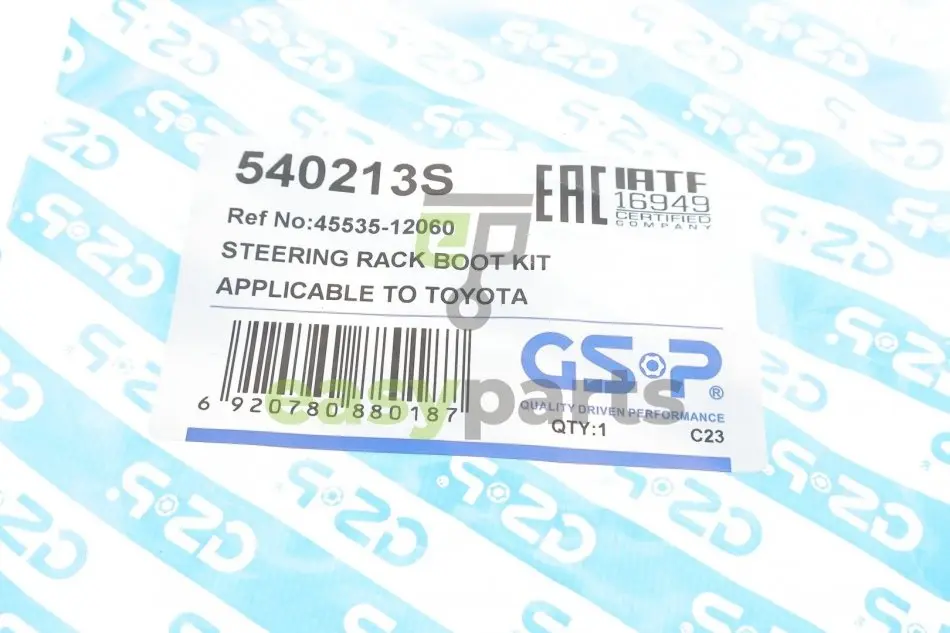 540213S
EAC
IATF
16949
CERTIFIED
COMPANY
Ref No:45535-12060
STEERING RACK BOOT KIT
APPLICABLE TO TOYOTA
GSP®
QUALITY DRIVEN PERFORMANCE
6 920780 880187
easyparts
QTY:1
C23